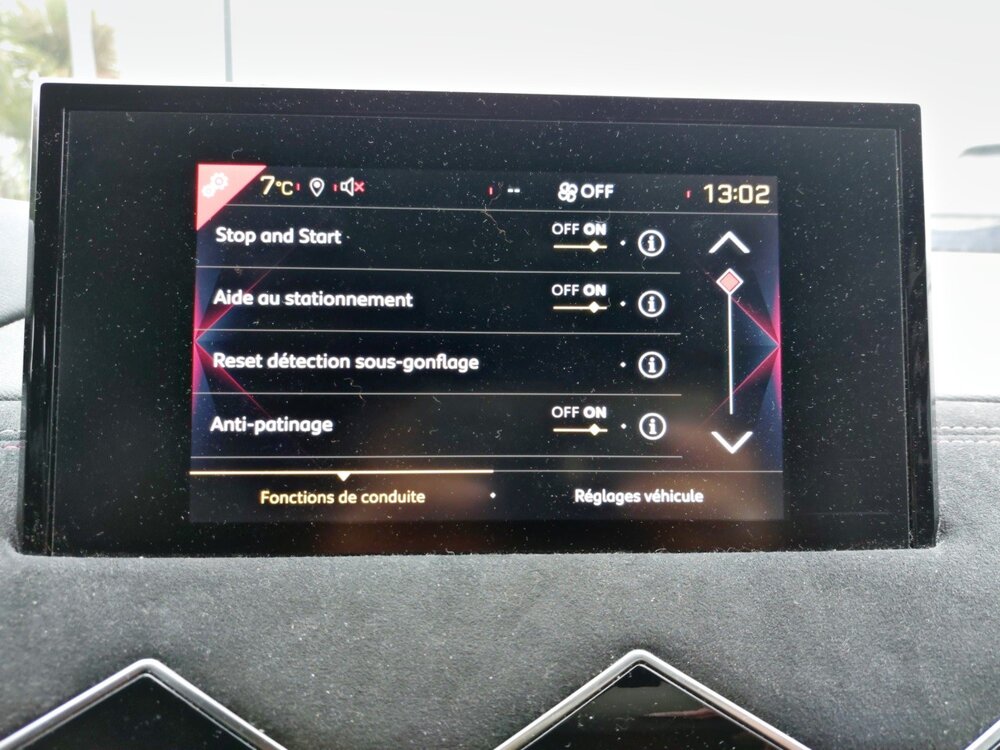 7°C -- OFF 13:02
Stop and Start OFF ON i
Aide au stationnement OFF ON i
Reset détection sous-gonflage i
Anti-patinage OFF ON i
Fonctions de conduite Réglages véhicule